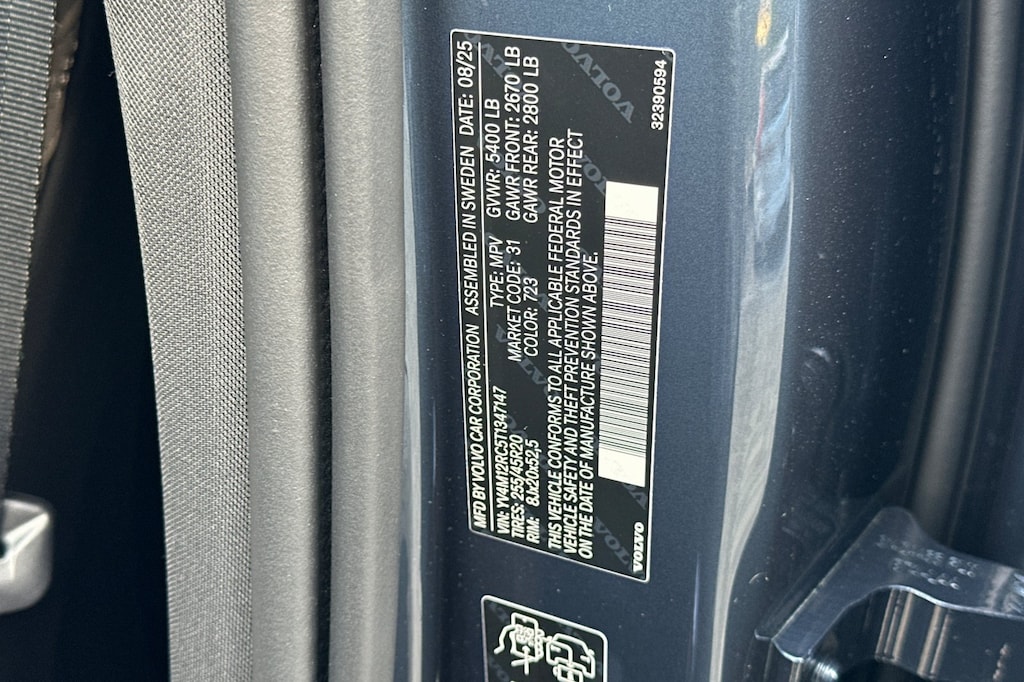 MFD BY VOLVO CAR CORPORATION ASSEMBLED IN SWEDEN DATE: 08/25
VIN: YV4M12RC5T1347147 TYPE: MPV GVWR: 5400 LB
TIRES: 255/45R20 MARKET CODE: 31 GAWR FRONT: 2670 LB
RIM: 8Jx20x52,5 COLOR: 723 GAWR REAR: 2800 LB
THIS VEHICLE CONFORMS TO ALL APPLICABLE FEDERAL MOTOR
VEHICLE SAFETY AND THEFT PREVENTION STANDARDS IN EFFECT
ON THE DATE OF MANUFACTURE SHOWN ABOVE.
VOLVO 32390594